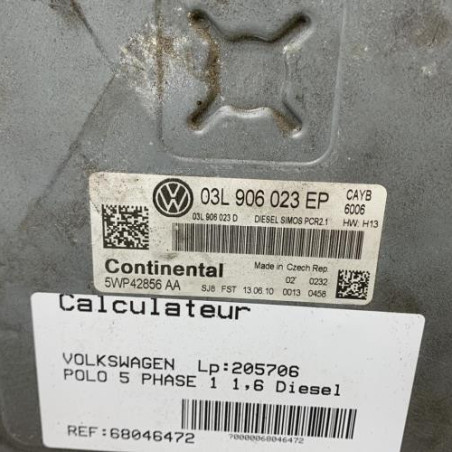 03L 906 023 EP CAYB
03L 906 023 D DIESEL SIMOS PCR2.1 6006
HW: H13
Continental Made in Czech Rep.
5WP42856 AA 02 0232
SJ8 FST 13.06.10 0013 0458
Calculateur
VOLKSWAGEN Lp:205706
POLO 5 PHASE 1 1,6 Diesel
REF:68046472
?0000068046472